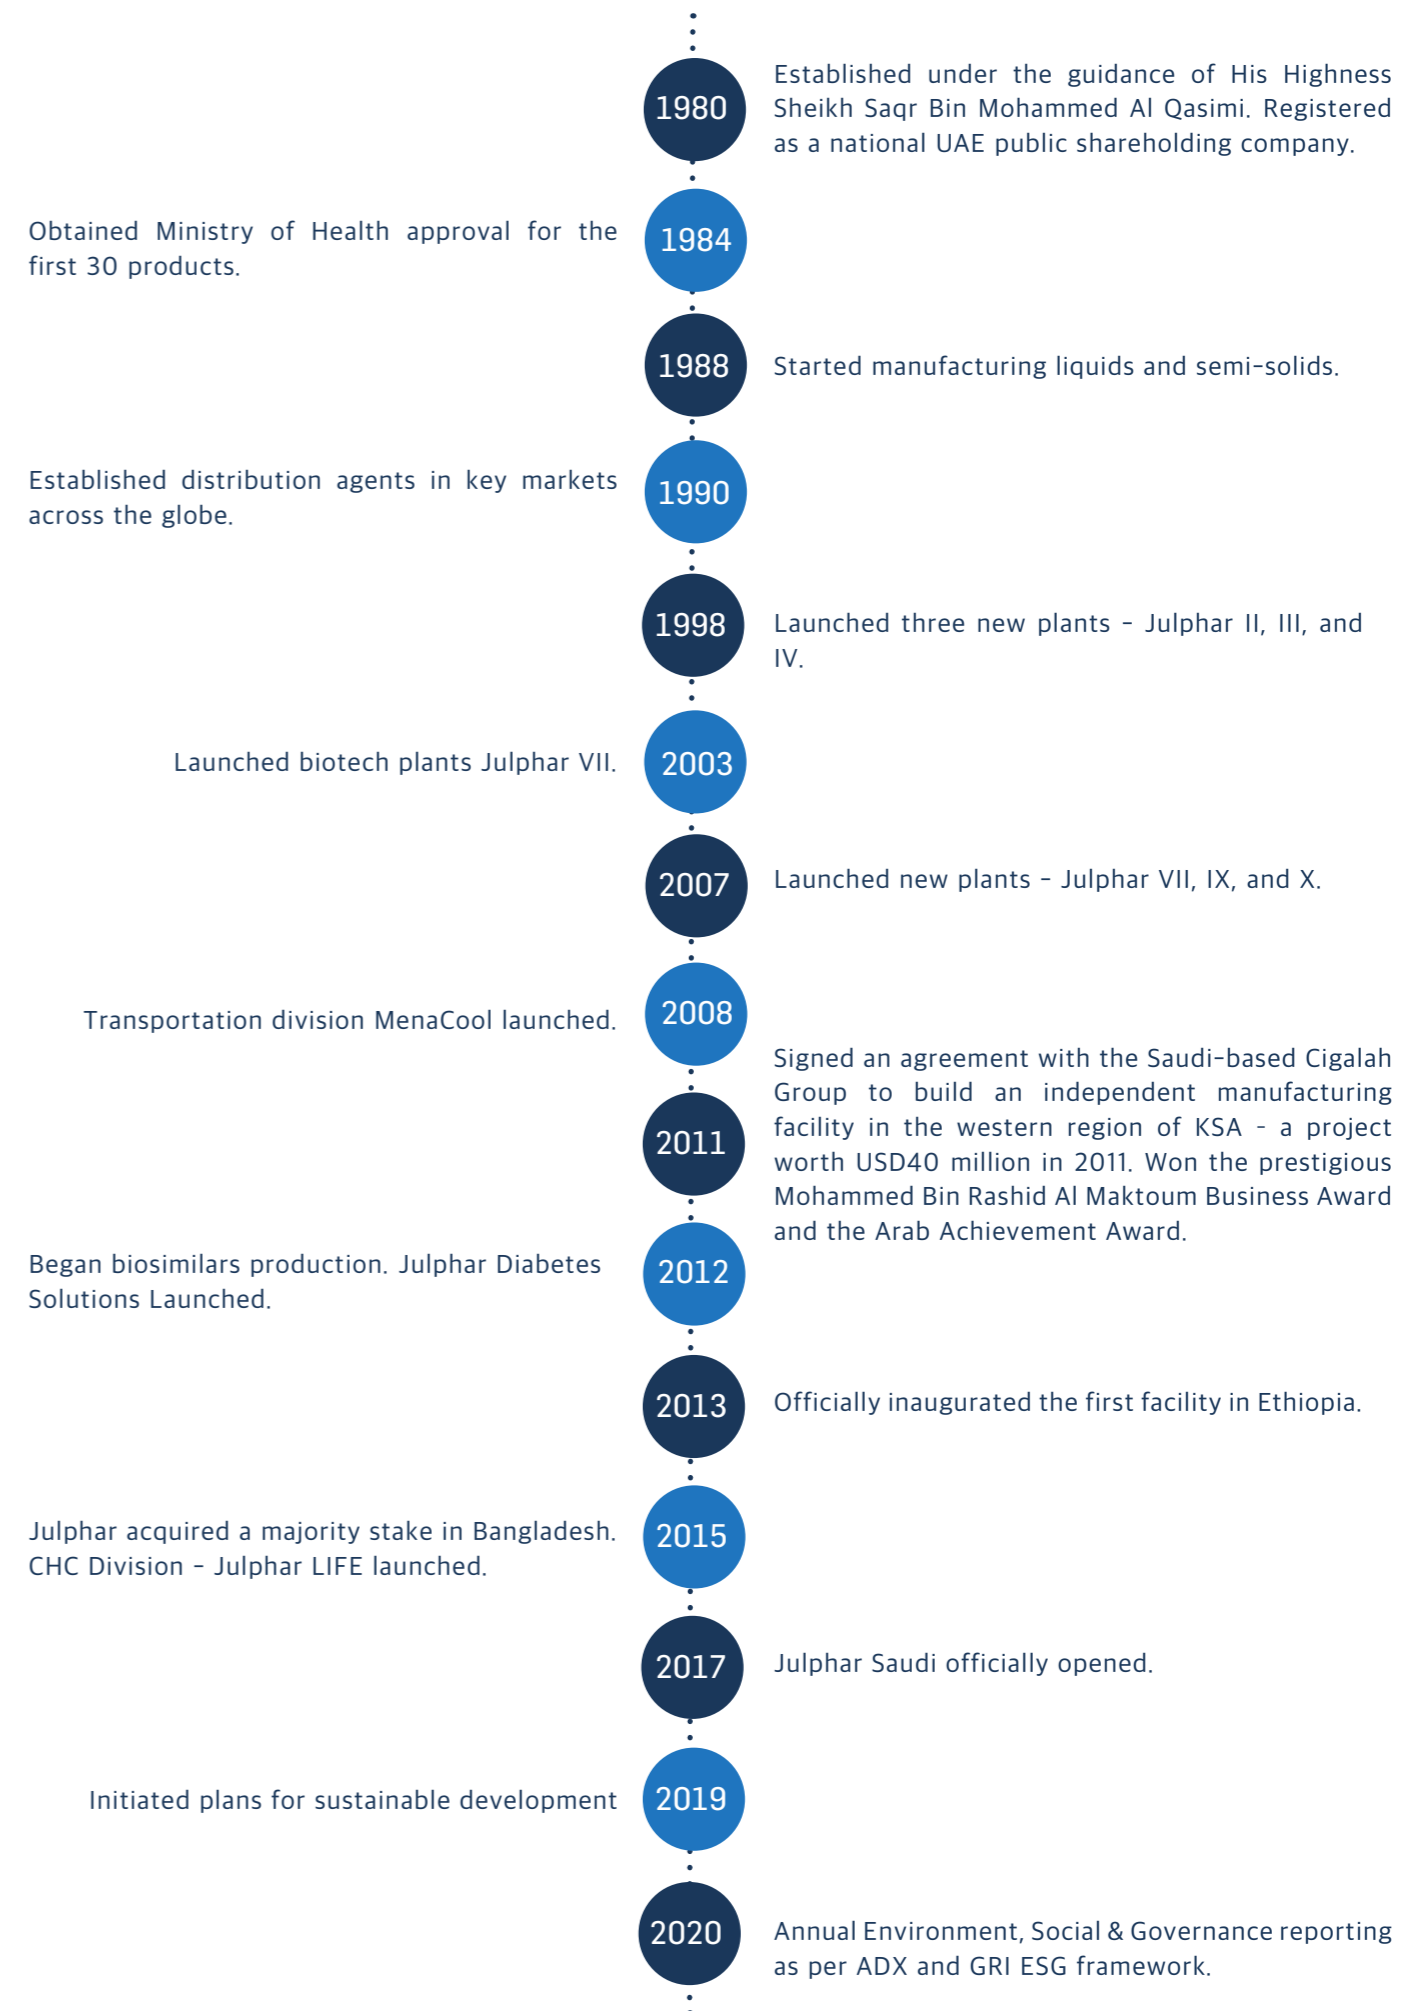 1980
Established under the guidance of His Highness
Sheikh Saqr Bin Mohammed Al Qasimi. Registered
as a national UAE public shareholding company.
Obtained Ministry of Health approval for the
first 30 products.
1984
1988
Started manufacturing liquids and semi-solids.
Established distribution agents in key markets
across the globe.
1990
1998
Launched three new plants - Julphar II, III, and
IV.
Launched biotech plants Julphar VII.
2003
2007
Launched new plants - Julphar VII, IX, and X.
Transportation division MenaCool launched.
2008
2011
Signed an agreement with the Saudi-based Cigalah
Group to build an independent manufacturing
facility in the western region of KSA - a project
worth USD40 million in 2011. Won the prestigious
Mohammed Bin Rashid Al Maktoum Business Award
and the Arab Achievement Award.
Began biosimilars production. Julphar Diabetes
Solutions Launched.
2012
2013
Officially inaugurated the first facility in Ethiopia.
Julphar acquired a majority stake in Bangladesh.
CHC Division - Julphar LIFE launched.
2015
2017
Julphar Saudi officially opened.
Initiated plans for sustainable development
2019
2020
Annual Environment, Social & Governance reporting
as per ADX and GRI ESG framework.